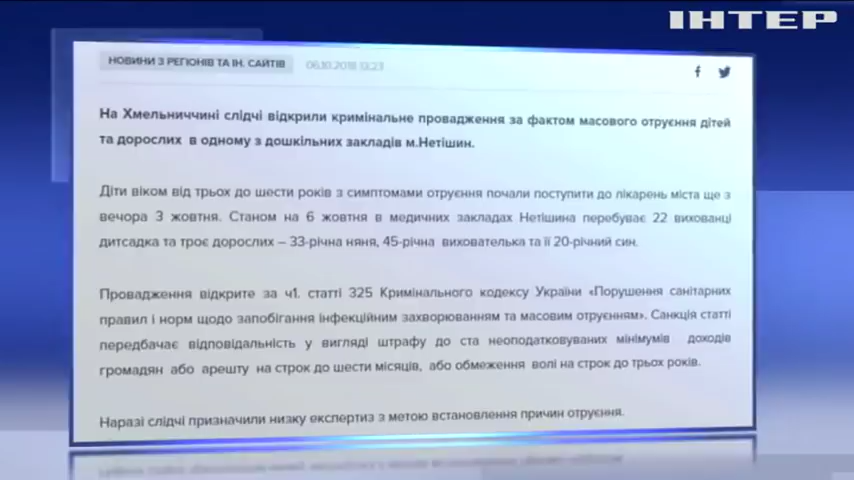 ІНТЕР
НОВИНИ З РЕГІОНІВ ТА ІН. САЙТІВ 06.10.2018 13:23
На Хмельниччині слідчі відкрили кримінальне провадження за фактом масового отруєння дітей
та дорослих в одному з дошкільних закладів м.Нетішин.
Діти віком від трьох до шести років з симптомами отруєння почали поступити до лікарень міста ще з
вечора 3 жовтня. Станом на 6 жовтня в медичних закладах Нетішина перебуває 22 вихованці
дитсадка та троє дорослих – 33-річна няня, 45-річна вихователька та її 20-річний син.
Провадження відкрите за ч1. статті 325 Кримінального кодексу України «Порушення санітарних
правил і норм щодо запобігання інфекційним захворюванням та масовим отруєнням». Санкція статті
передбачає відповідальність у вигляді штрафу до ста неоподатковуваних мінімумів доходів
громадян або арешту на строк до шести місяців, або обмеження волі на строк до трьох років.
Наразі слідчі призначили низку експертиз з метою встановлення причин отруєння.